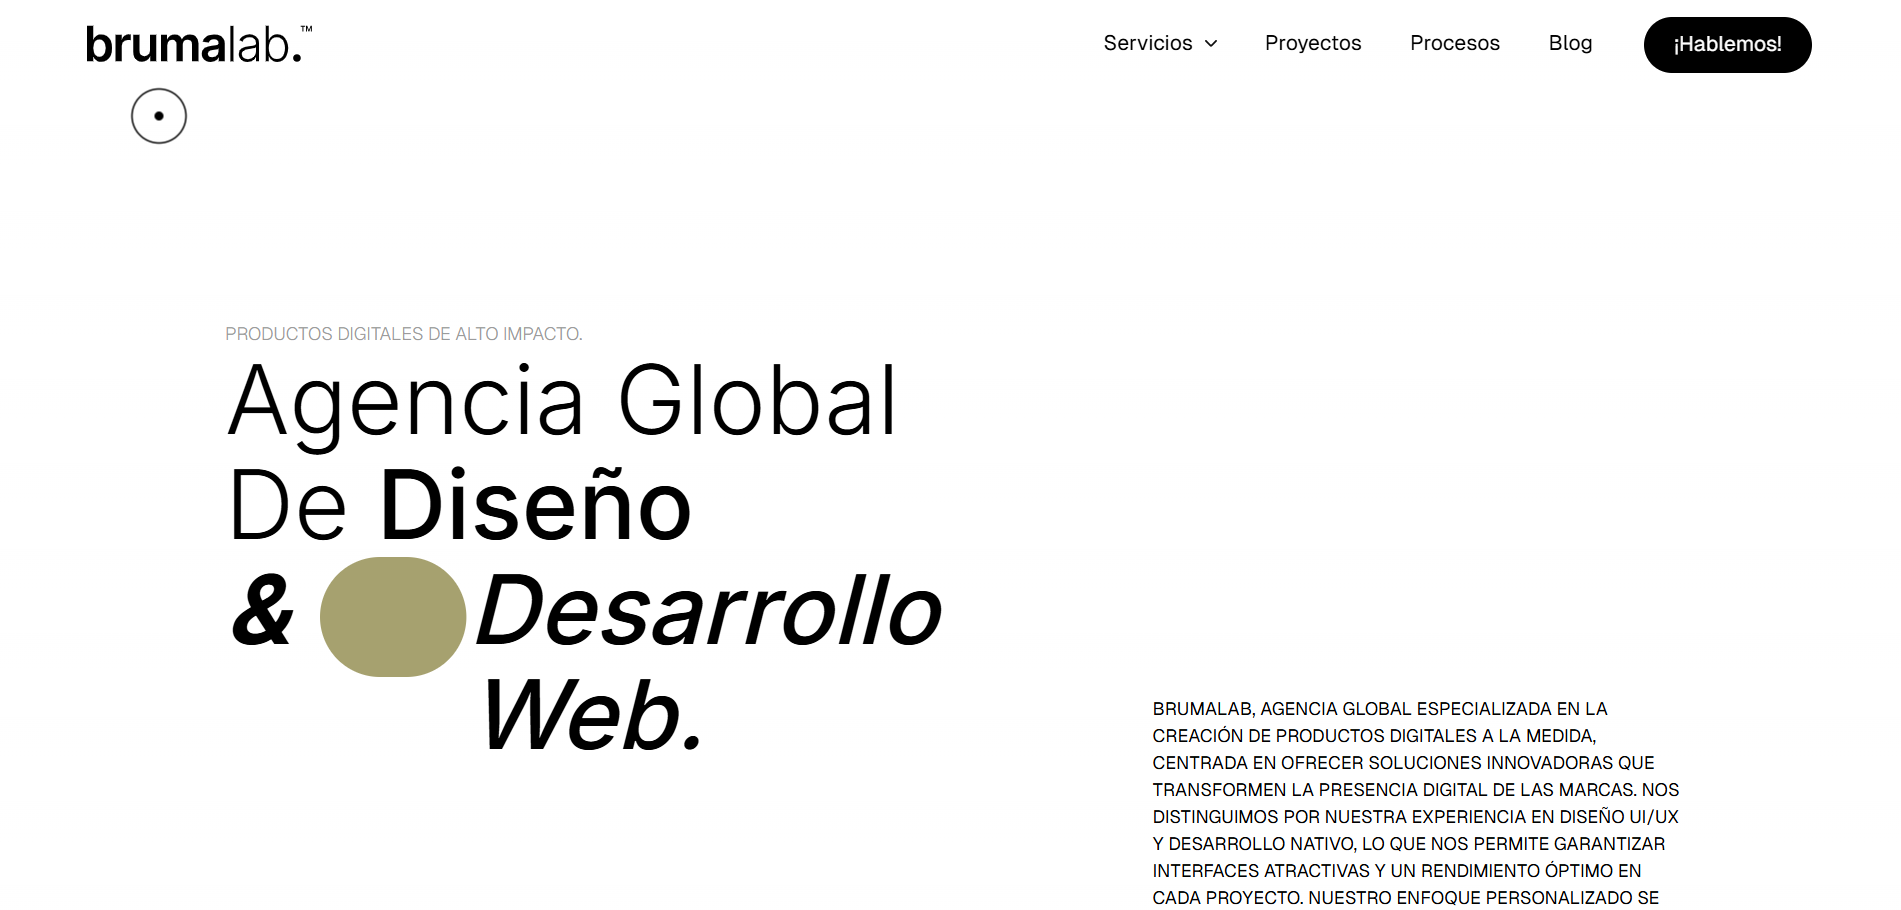 brumalab.™
Servicios
Proyectos
Procesos
Blog
¡Hablemos!
PRODUCTOS DIGITALES DE ALTO IMPACTO.
Agencia Global
De Diseño
& Desarrollo
Web.
BRUMALAB, AGENCIA GLOBAL ESPECIALIZADA EN LA
CREACIÓN DE PRODUCTOS DIGITALES A LA MEDIDA,
CENTRADA EN OFRECER SOLUCIONES INNOVADORAS QUE
TRANSFORMEN LA PRESENCIA DIGITAL DE LAS MARCAS. NOS
DISTINGUIMOS POR NUESTRA EXPERIENCIA EN DISEÑO UI/UX
Y DESARROLLO NATIVO, LO QUE NOS PERMITE GARANTIZAR
INTERFACES ATRACTIVAS Y UN RENDIMIENTO ÓPTIMO EN
CADA PROYECTO. NUESTRO ENFOQUE PERSONALIZADO SE